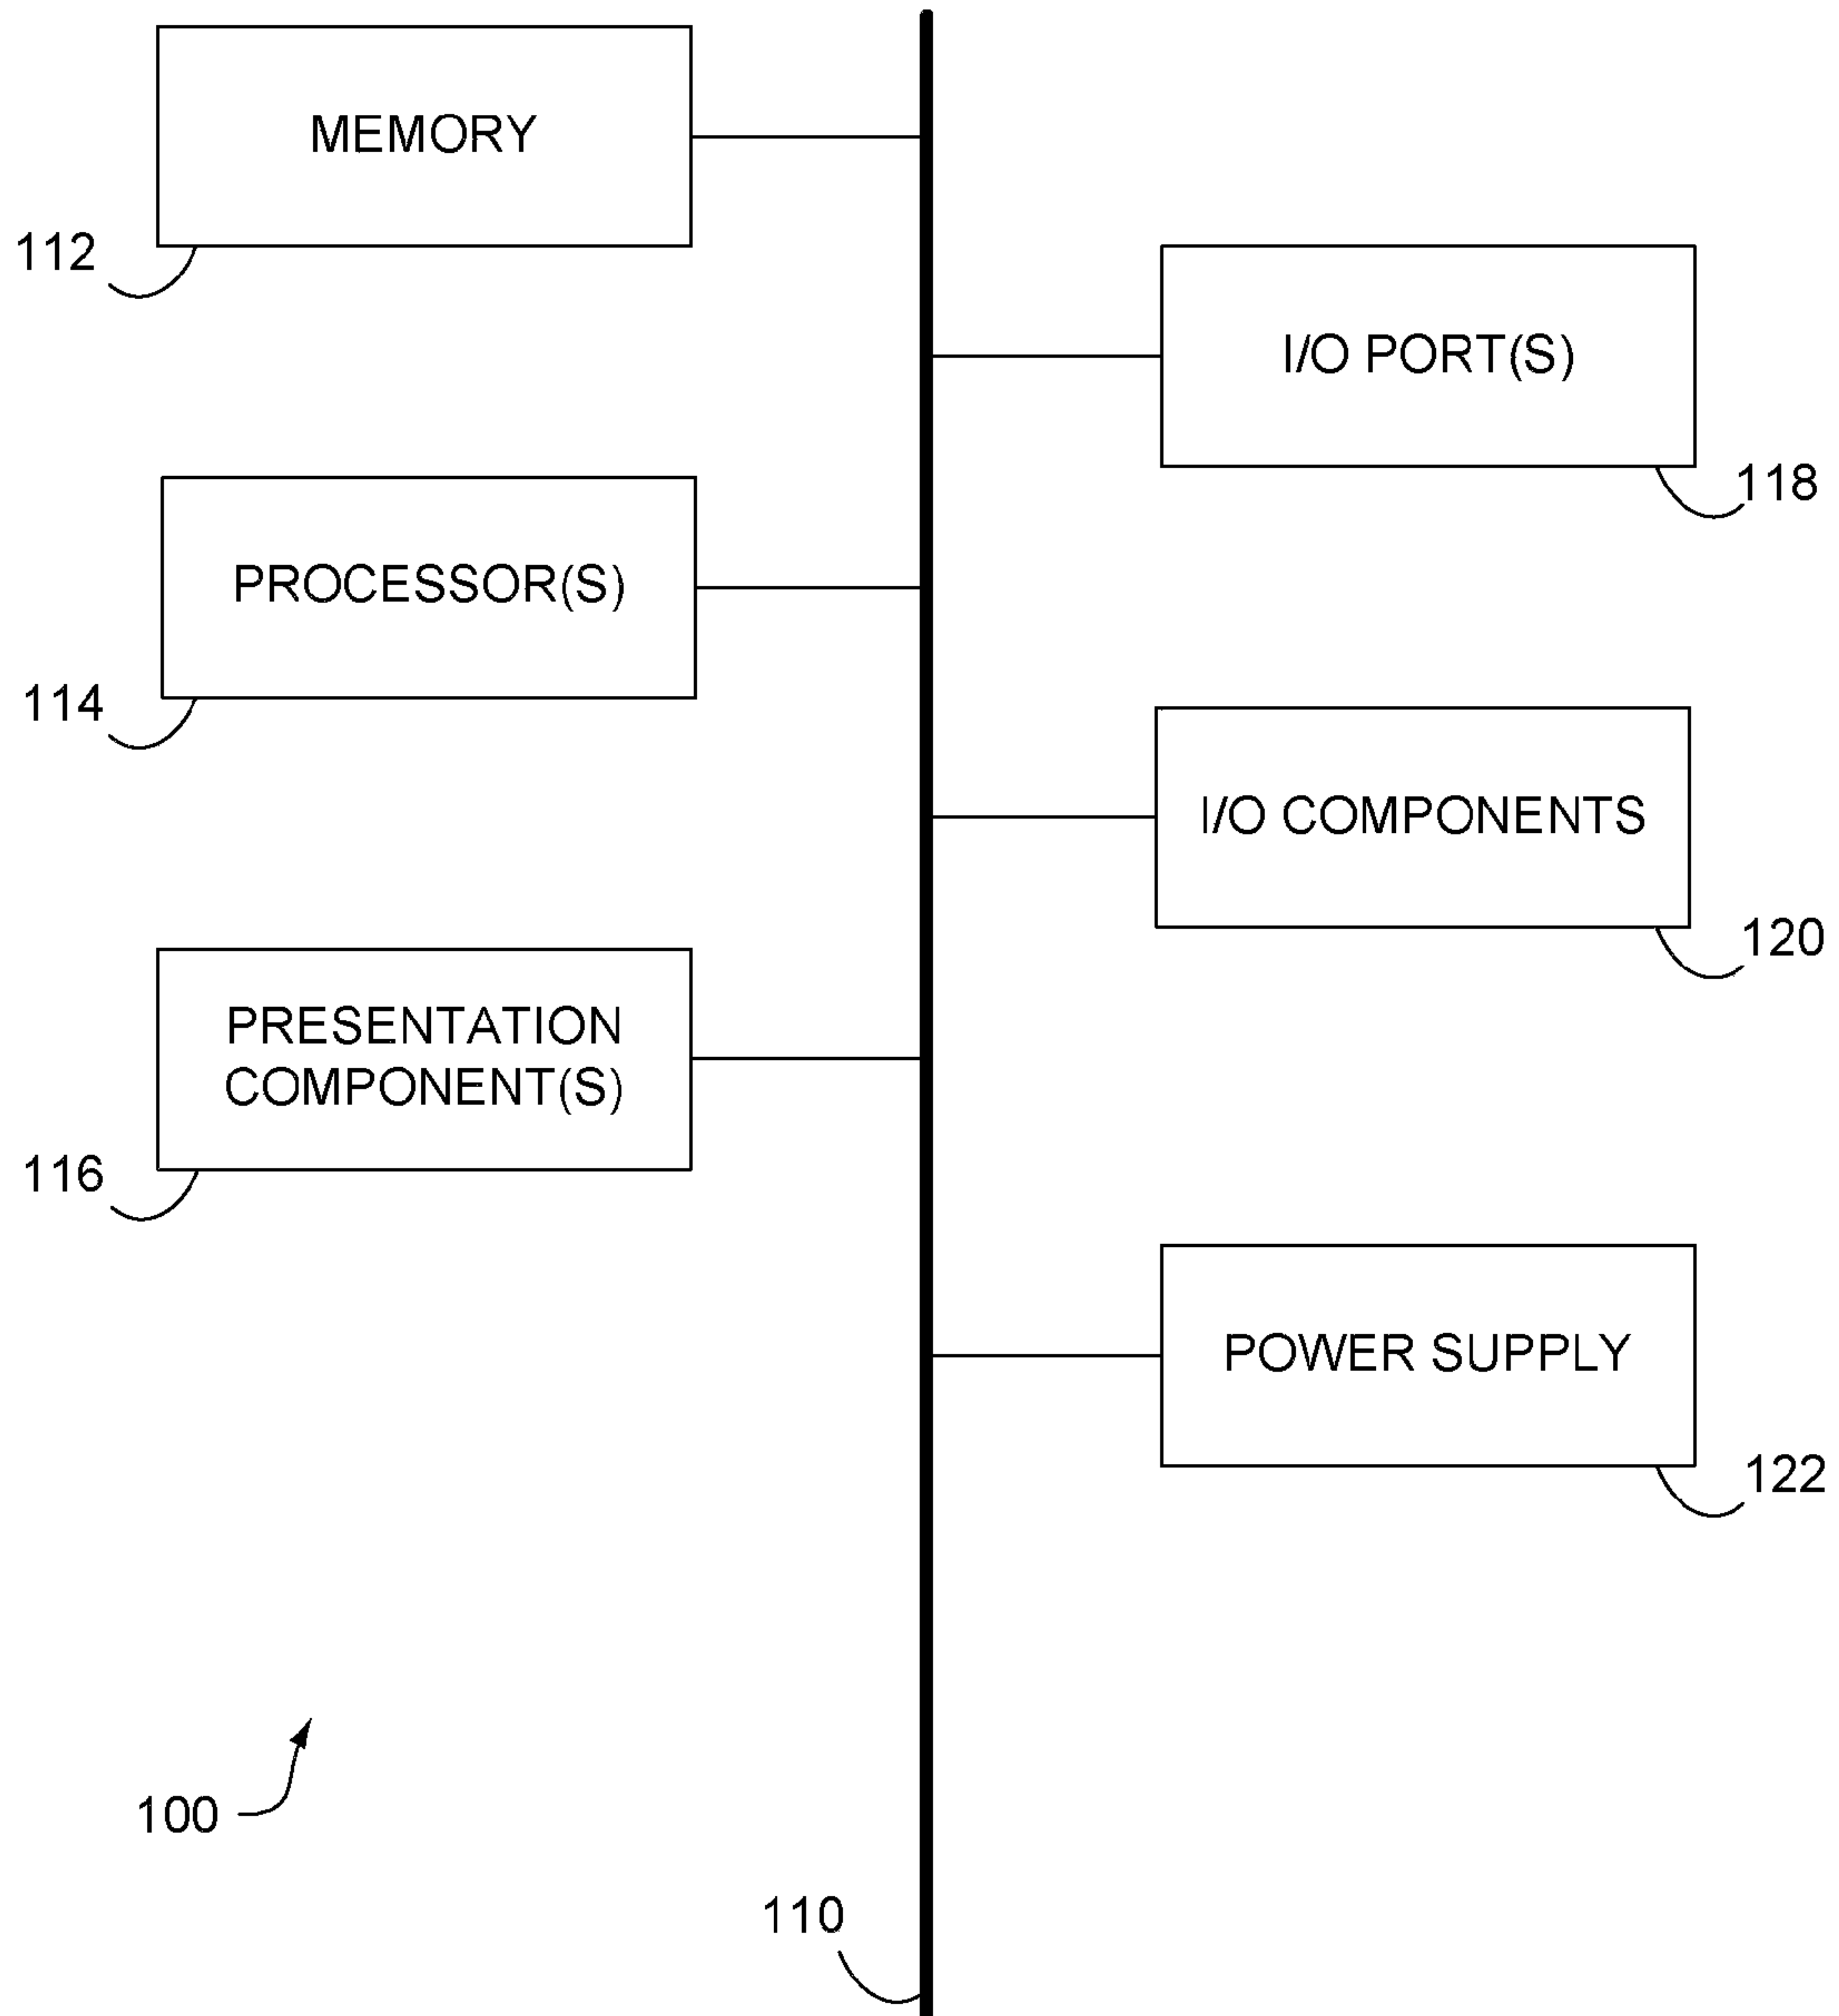 MEMORY
112
I/O PORT(S)
118
PROCESSOR(S)
114
I/O COMPONENTS
120
PRESENTATION
COMPONENT(S)
116
POWER SUPPLY
122
100
110